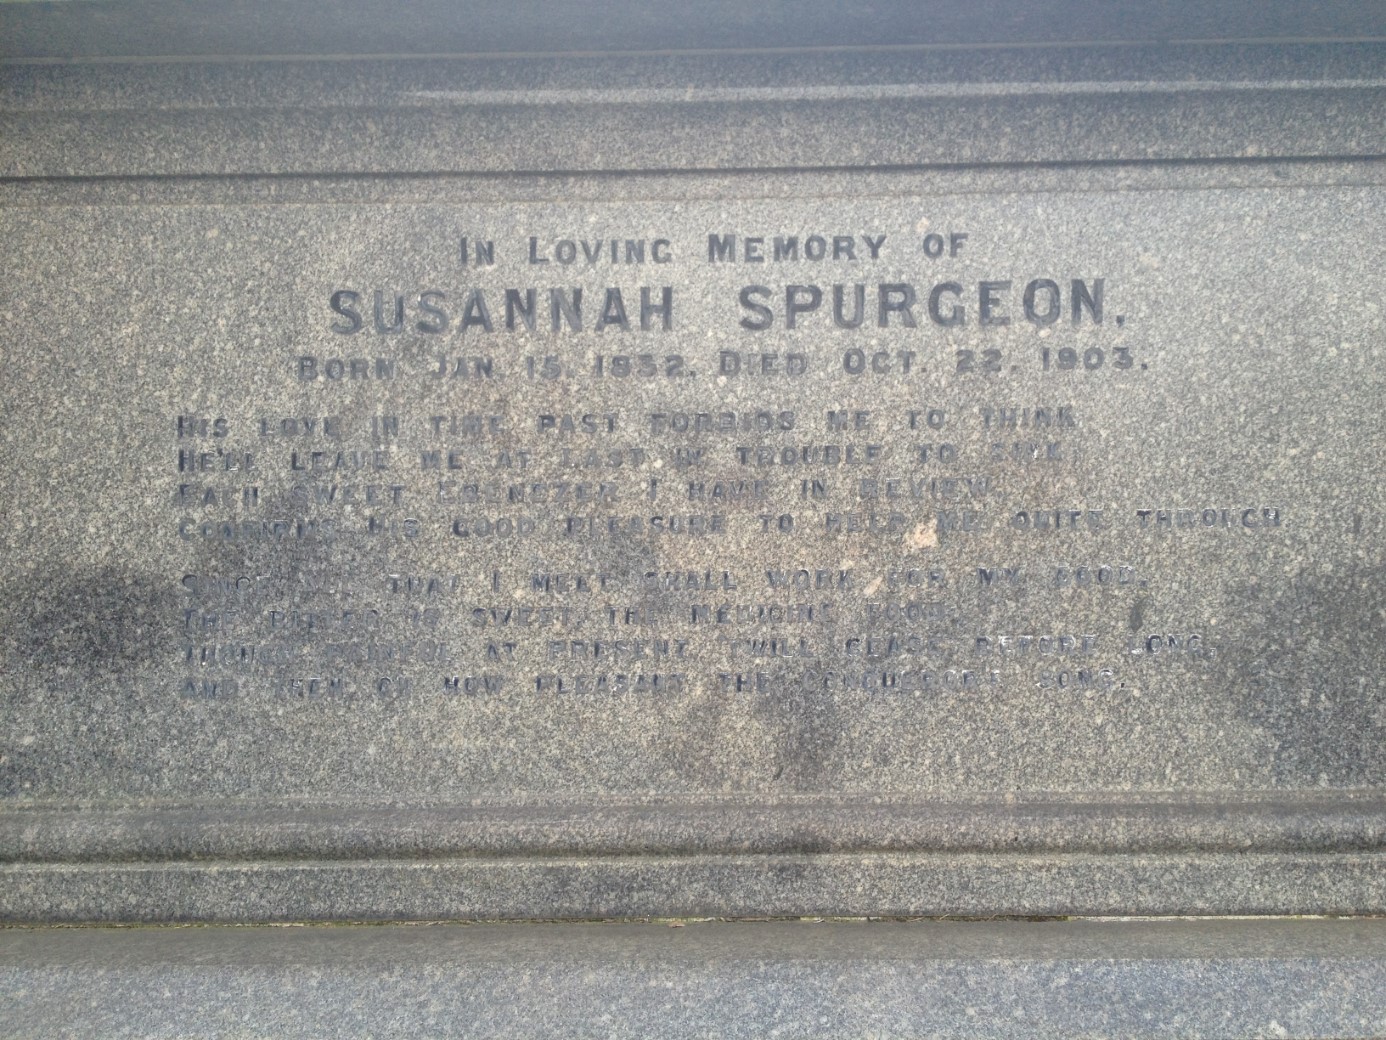 IN LOVING MEMORY OF
SUSANNAH SPURGEON.
BORN JAN 15. 1832. DIED OCT. 22. 1903.
HIS LOVE IN TIME PAST FORBIDS ME TO THINK
HE'LL LEAVE ME AT LAST IN TROUBLE TO SINK;
EACH SWEET EBENEZER I HAVE IN REVIEW,
CONFIRMS HIS GOOD PLEASURE TO HELP ME QUITE THROUGH
SINCE ALL THAT I MEET SHALL WORK FOR MY GOOD,
THE BITTER IS SWEET, THE MEDICINE FOOD.
THOUGH PAINFUL AT PRESENT, 'TWILL CEASE BEFORE LONG,
AND THEN OH HOW PLEASANT THE CONQUEROR'S SONG.